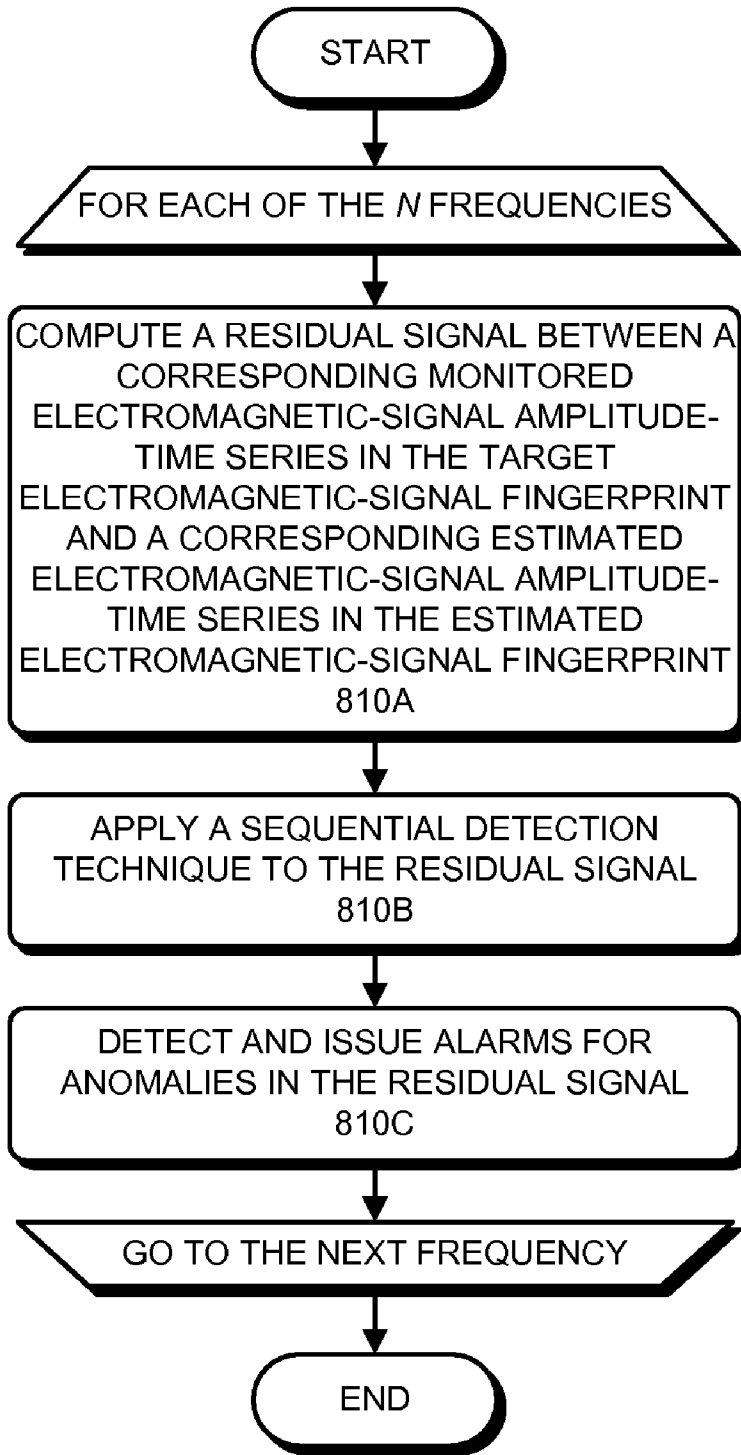 START
FOR EACH OF THE N FREQUENCIES
COMPUTE A RESIDUAL SIGNAL BETWEEN A
CORRESPONDING MONITORED
ELECTROMAGNETIC-SIGNAL AMPLITUDE-
TIME SERIES IN THE TARGET
ELECTROMAGNETIC-SIGNAL FINGERPRINT
AND A CORRESPONDING ESTIMATED
ELECTROMAGNETIC-SIGNAL AMPLITUDE-
TIME SERIES IN THE ESTIMATED
ELECTROMAGNETIC-SIGNAL FINGERPRINT
810A
APPLY A SEQUENTIAL DETECTION
TECHNIQUE TO THE RESIDUAL SIGNAL
810B
DETECT AND ISSUE ALARMS FOR
ANOMALIES IN THE RESIDUAL SIGNAL
810C
GO TO THE NEXT FREQUENCY
END